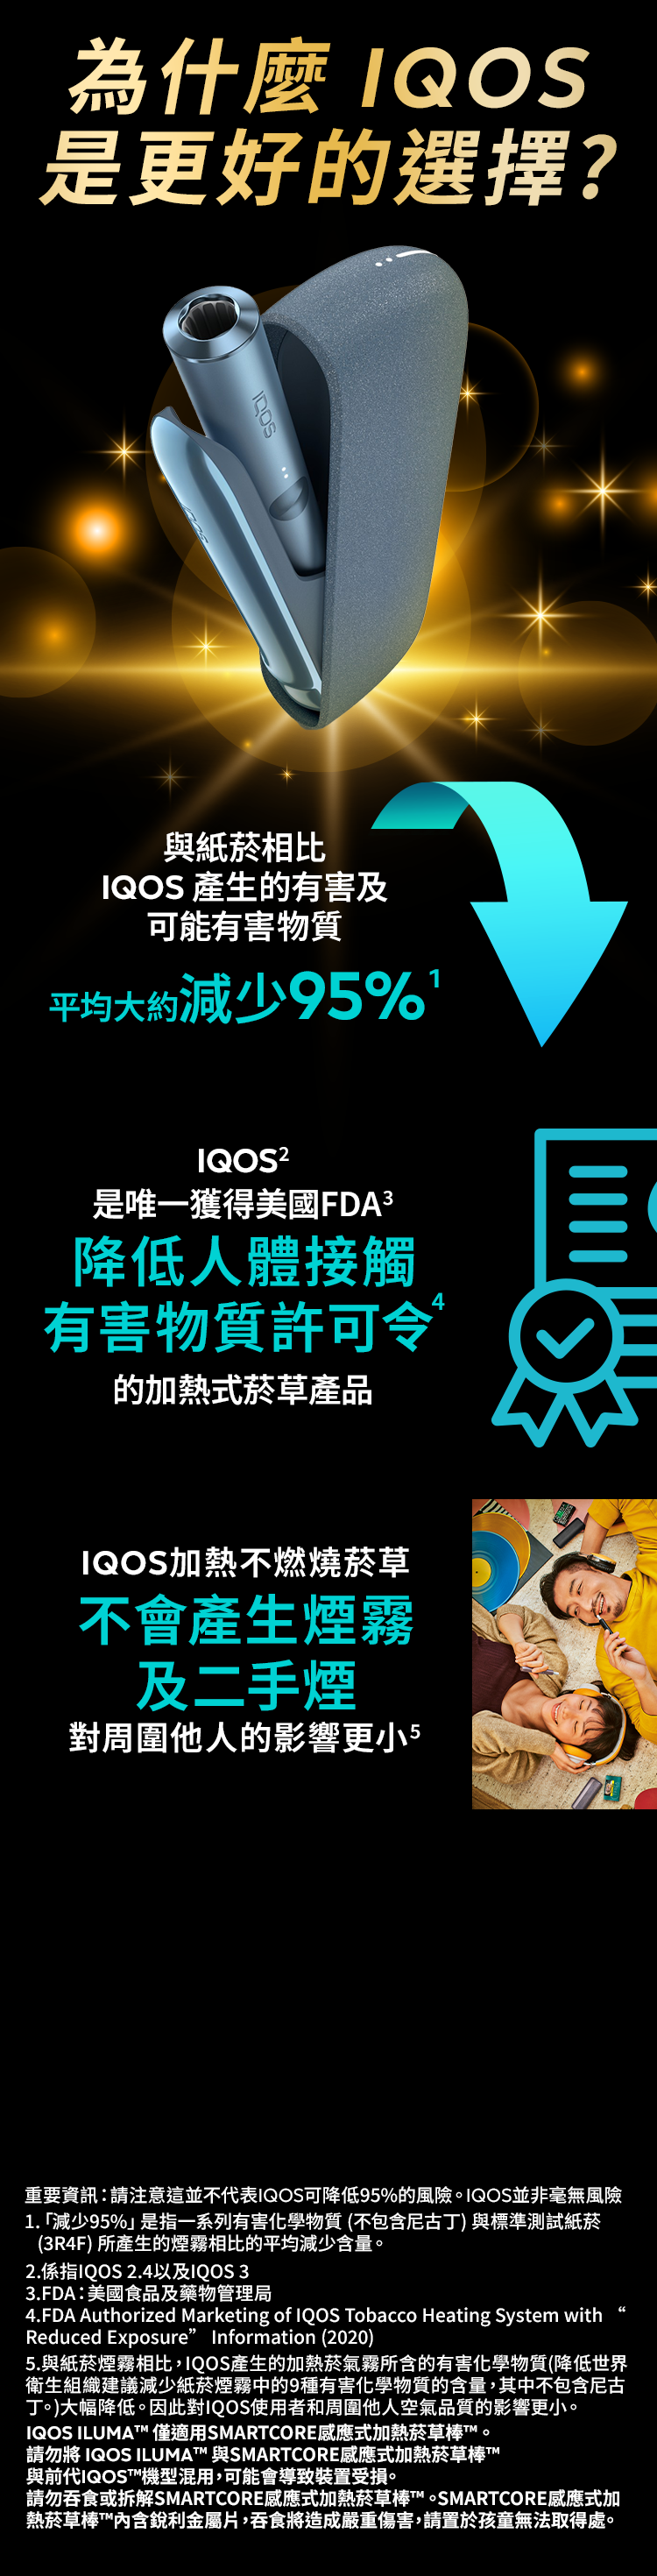 為什麼 IQOS
是更好的選擇?
IQOS
與紙菸相比
IQOS 產生的有害及
可能有害物質
平均大約減少95%1
IQOS2
是唯一獲得美國FDA3
降低人體接觸
有害物質許可令4
的加熱式菸草產品
IQOS加熱不燃燒菸草
不會產生煙霧
及二手煙
對周圍他人的影響更小5
重要資訊:請注意這並不代表IQOS可降低95%的風險。IQOS並非毫無風險
1.「減少95%」是指一系列有害化學物質 (不包含尼古丁) 與標準測試紙菸
(3R4F) 所產生的煙霧相比的平均減少含量。
2.係指IQOS 2.4以及IQOS 3
3.FDA:美國食品及藥物管理局
4.FDA Authorized Marketing of IQOS Tobacco Heating System with “
Reduced Exposure” Information (2020)
5.與紙菸煙霧相比,IQOS產生的加熱菸氣霧所含的有害化學物質(降低世界
衛生組織建議減少紙菸煙霧中的9種有害化學物質的含量,其中不包含尼古
丁。)大幅降低。因此對IQOS使用者和周圍他人空氣品質的影響更小。
IQOS ILUMA™ 僅適用SMARTCORE感應式加熱菸草棒™。
請勿將 IQOS ILUMA™ 與SMARTCORE感應式加熱菸草棒™
與前代IQOS™機型混用,可能會導致裝置受損。
請勿吞食或拆解SMARTCORE感應式加熱菸草棒™。SMARTCORE感應式加
熱菸草棒™內含銳利金屬片,吞食將造成嚴重傷害,請置於孩童無法取得處。